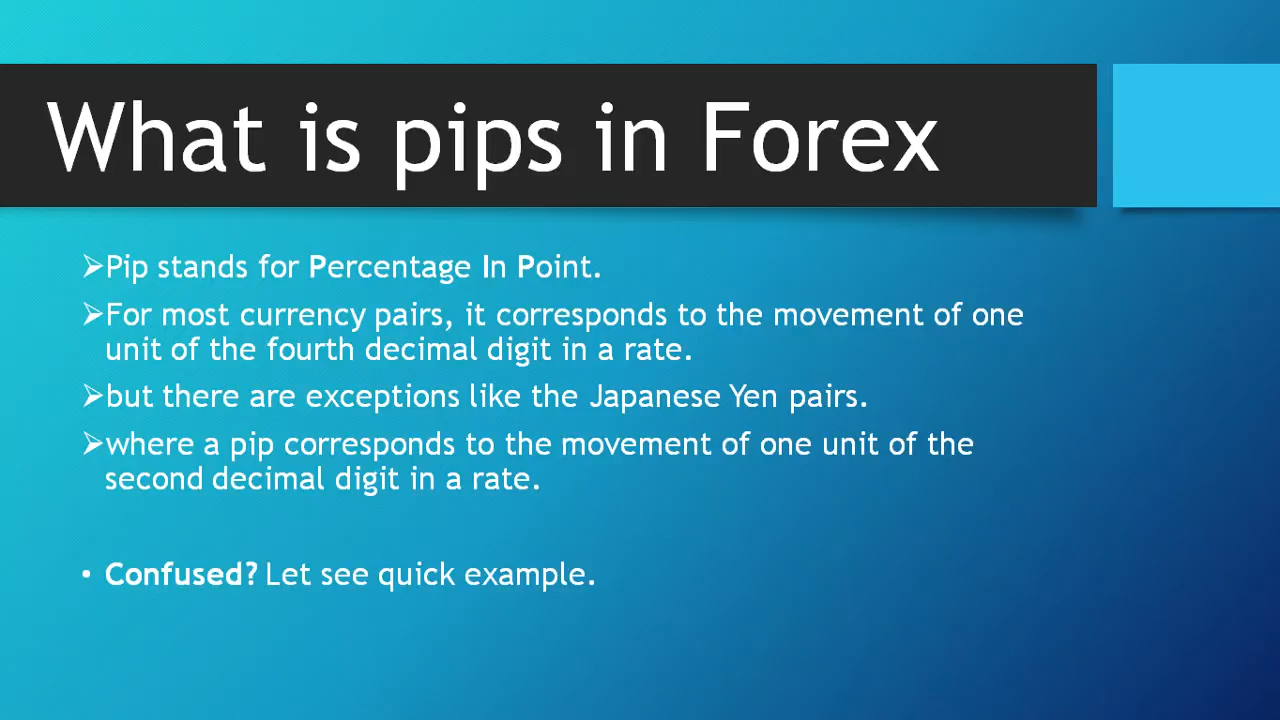 What is pips in Forex
➢Pip stands for Percentage In Point.
➢For most currency pairs, it corresponds to the movement of one
unit of the fourth decimal digit in a rate.
➢but there are exceptions like the Japanese Yen pairs.
➢where a pip corresponds to the movement of one unit of the
second decimal digit in a rate.
• Confused? Let see quick example.